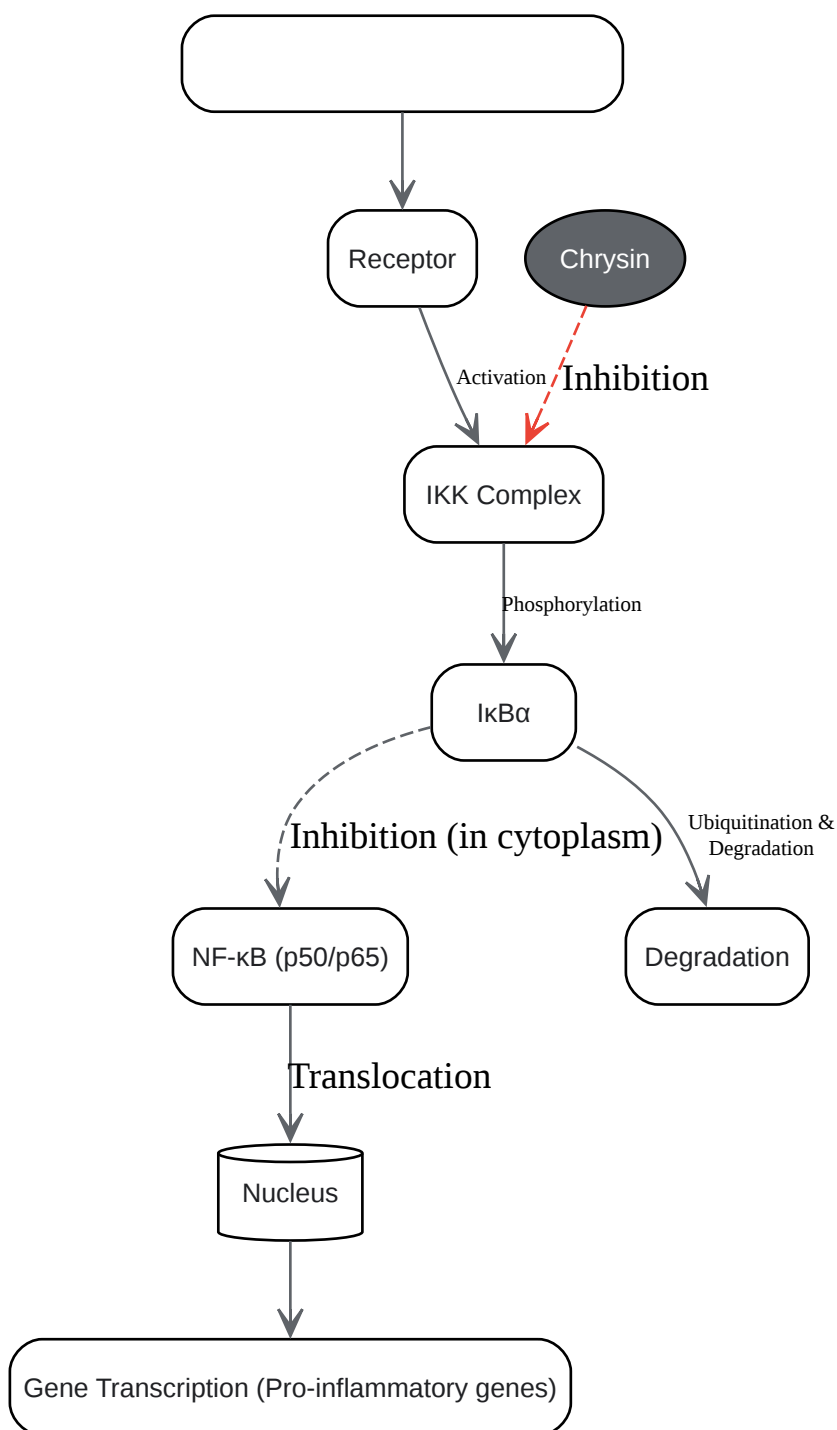 Receptor
Chrysin
Activation
Inhibition
IKK Complex
Phosphorylation
IκBα
Inhibition (in cytoplasm)
Ubiquitination &
Degradation
NF-κB (p50/p65)
Degradation
Translocation
Nucleus
Gene Transcription (Pro-inflammatory genes)